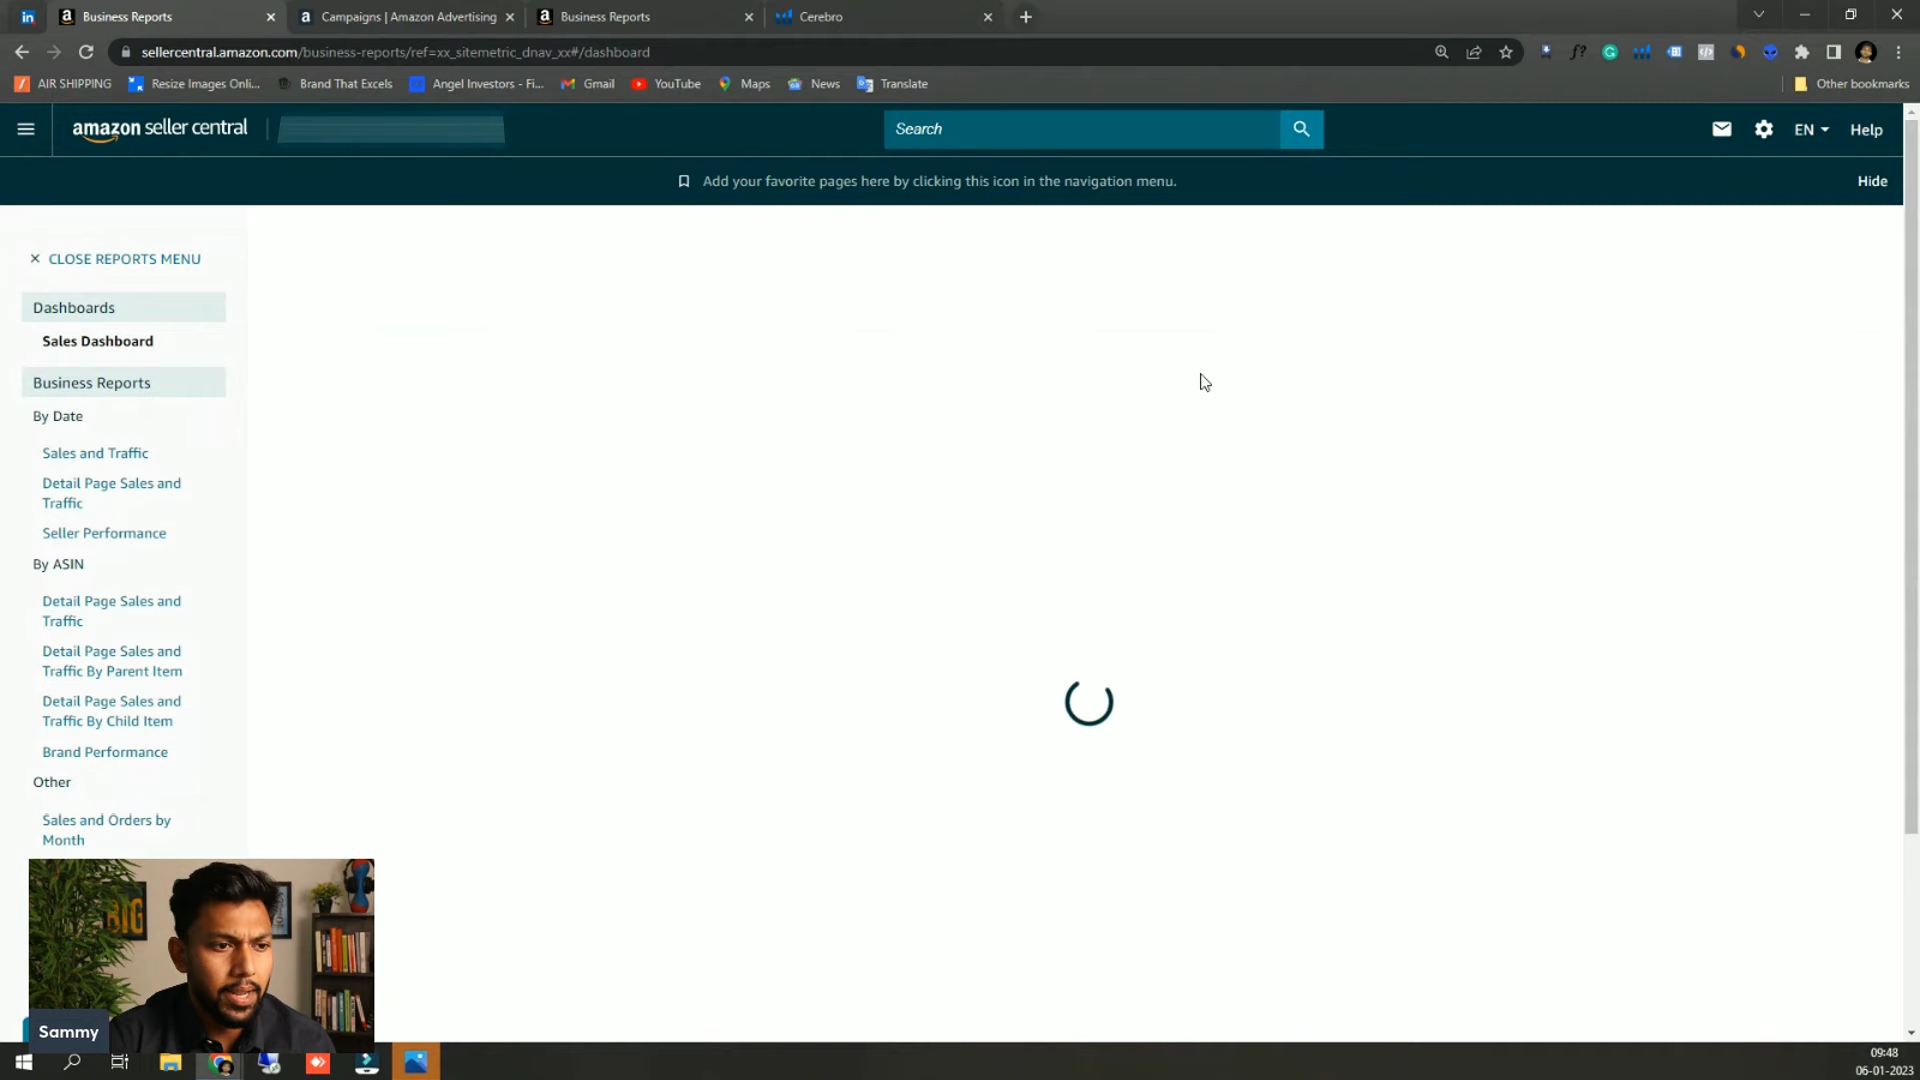 Business Reports
Campaigns | Amazon Advertising
Business Reports
Cerebro
sellercentral.amazon.com/business-reports/ref=xx_sitemetric_dnav_xx#/dashboard
AIR SHIPPING
Resize Images Onli...
Brand That Excels
Angel Investors - Fi...
Gmail
YouTube
Maps
News
Translate
Other bookmarks
amazon seller central
Search
EN
Help
Add your favorite pages here by clicking this icon in the navigation menu.
Hide
CLOSE REPORTS MENU
Dashboards
Sales Dashboard
Business Reports
By Date
Sales and Traffic
Detail Page Sales and
Traffic
Seller Performance
By ASIN
Detail Page Sales and
Traffic
Detail Page Sales and
Traffic By Parent Item
Detail Page Sales and
Traffic By Child Item
Brand Performance
Other
Sales and Orders by
Month
BIG
Sammy
09:48
06-01-2023